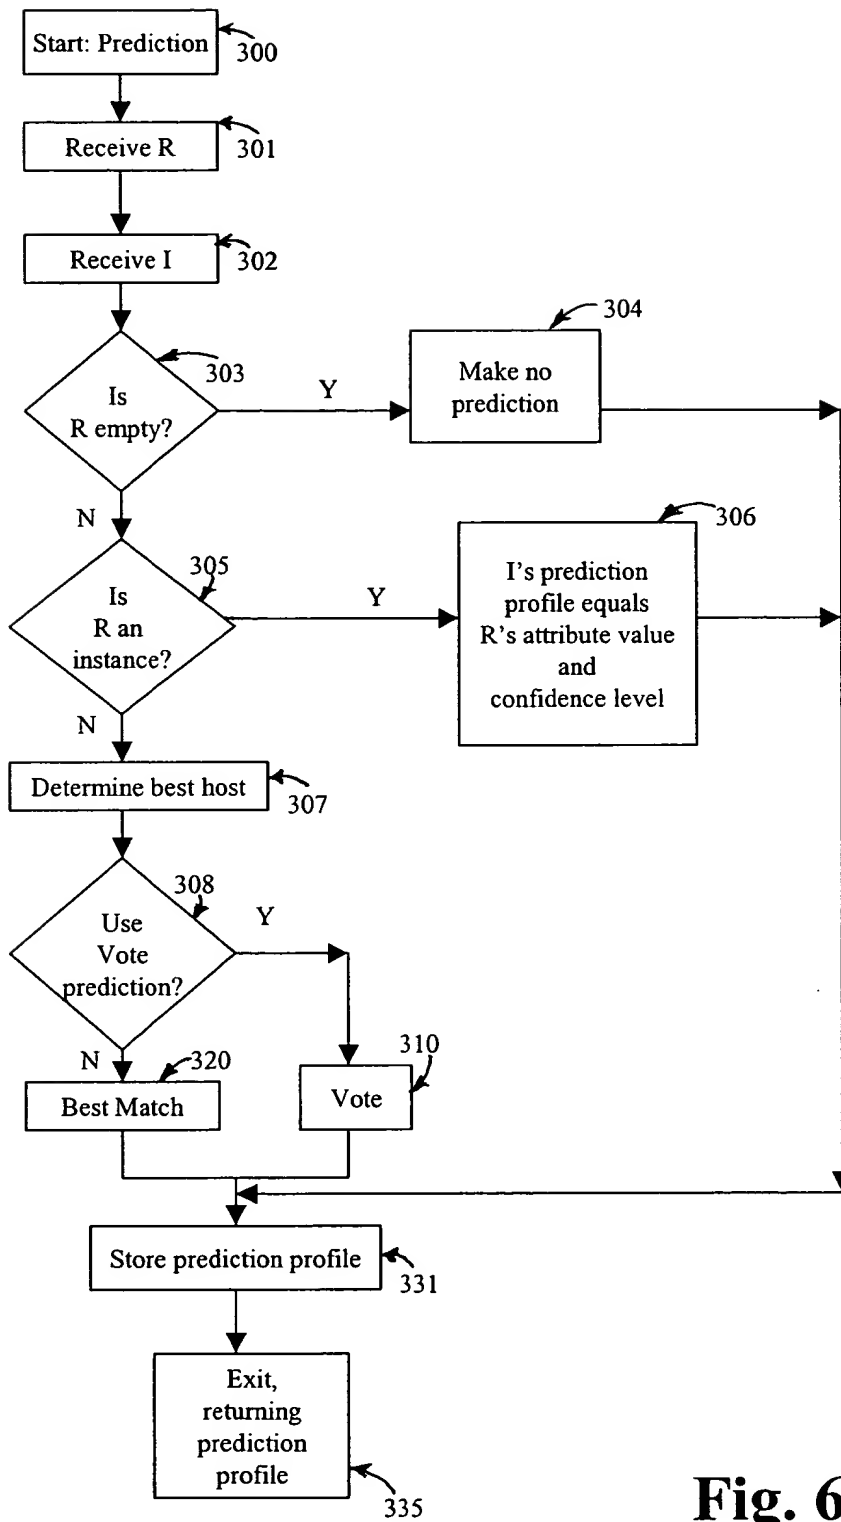 Start: Prediction
300
Receive R
301
Receive I
302
304
303
Make no
prediction
Is
R empty?
Y
N
306
305
Is
R an
instance?
Y
I's prediction
profile equals
R's attribute value
and
confidence level
N
Determine best host
307
308
Use
Vote
prediction?
Y
N
320
310
Best Match
Vote
Store prediction profile
331
Exit,
returning
prediction
profile
335
Fig. 6